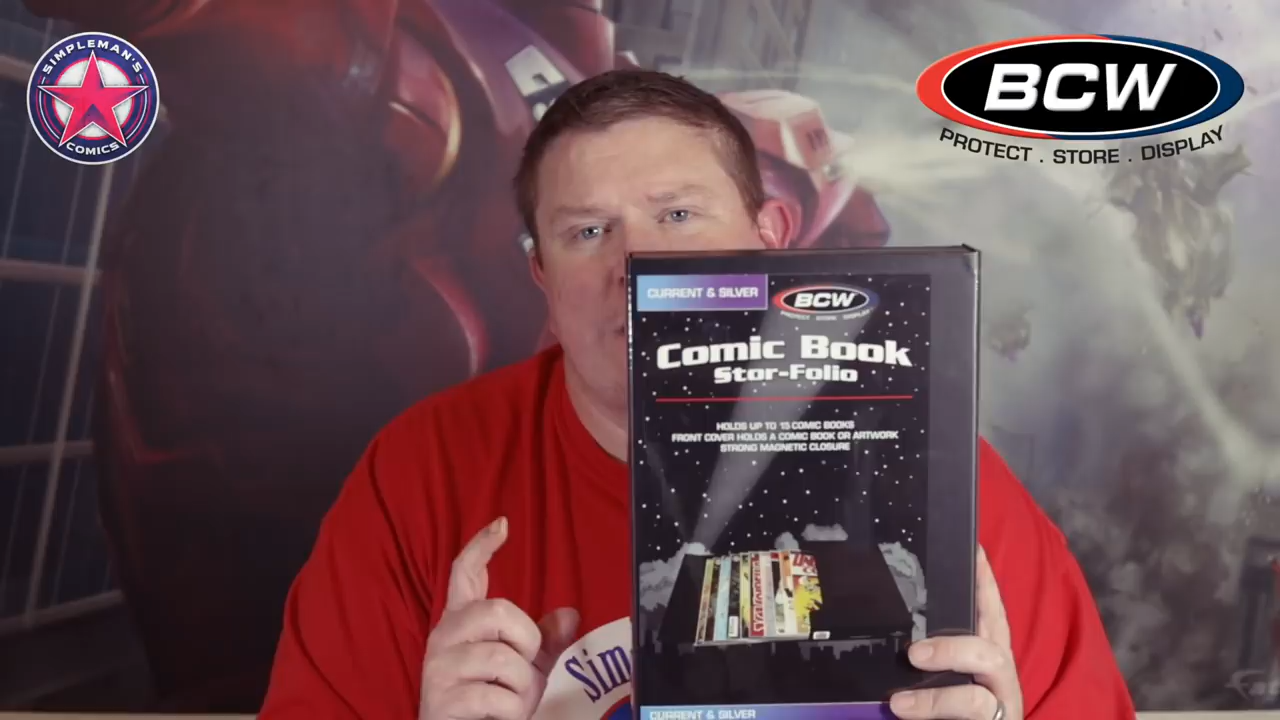 SIMPLEMAN'S
COMICS
BCW
PROTECT . STORE . DISPLAY
CURRENT & SILVER
BCW
PROTECT STORE DISPLAY
Comic Book
Stor-Folio
HOLDS UP TO 15 COMIC BOOKS
FRONT COVER HOLDS A COMIC BOOK OR ARTWORK
STRONG MAGNETIC CLOSURE
Sim
CURRENT & SILVER